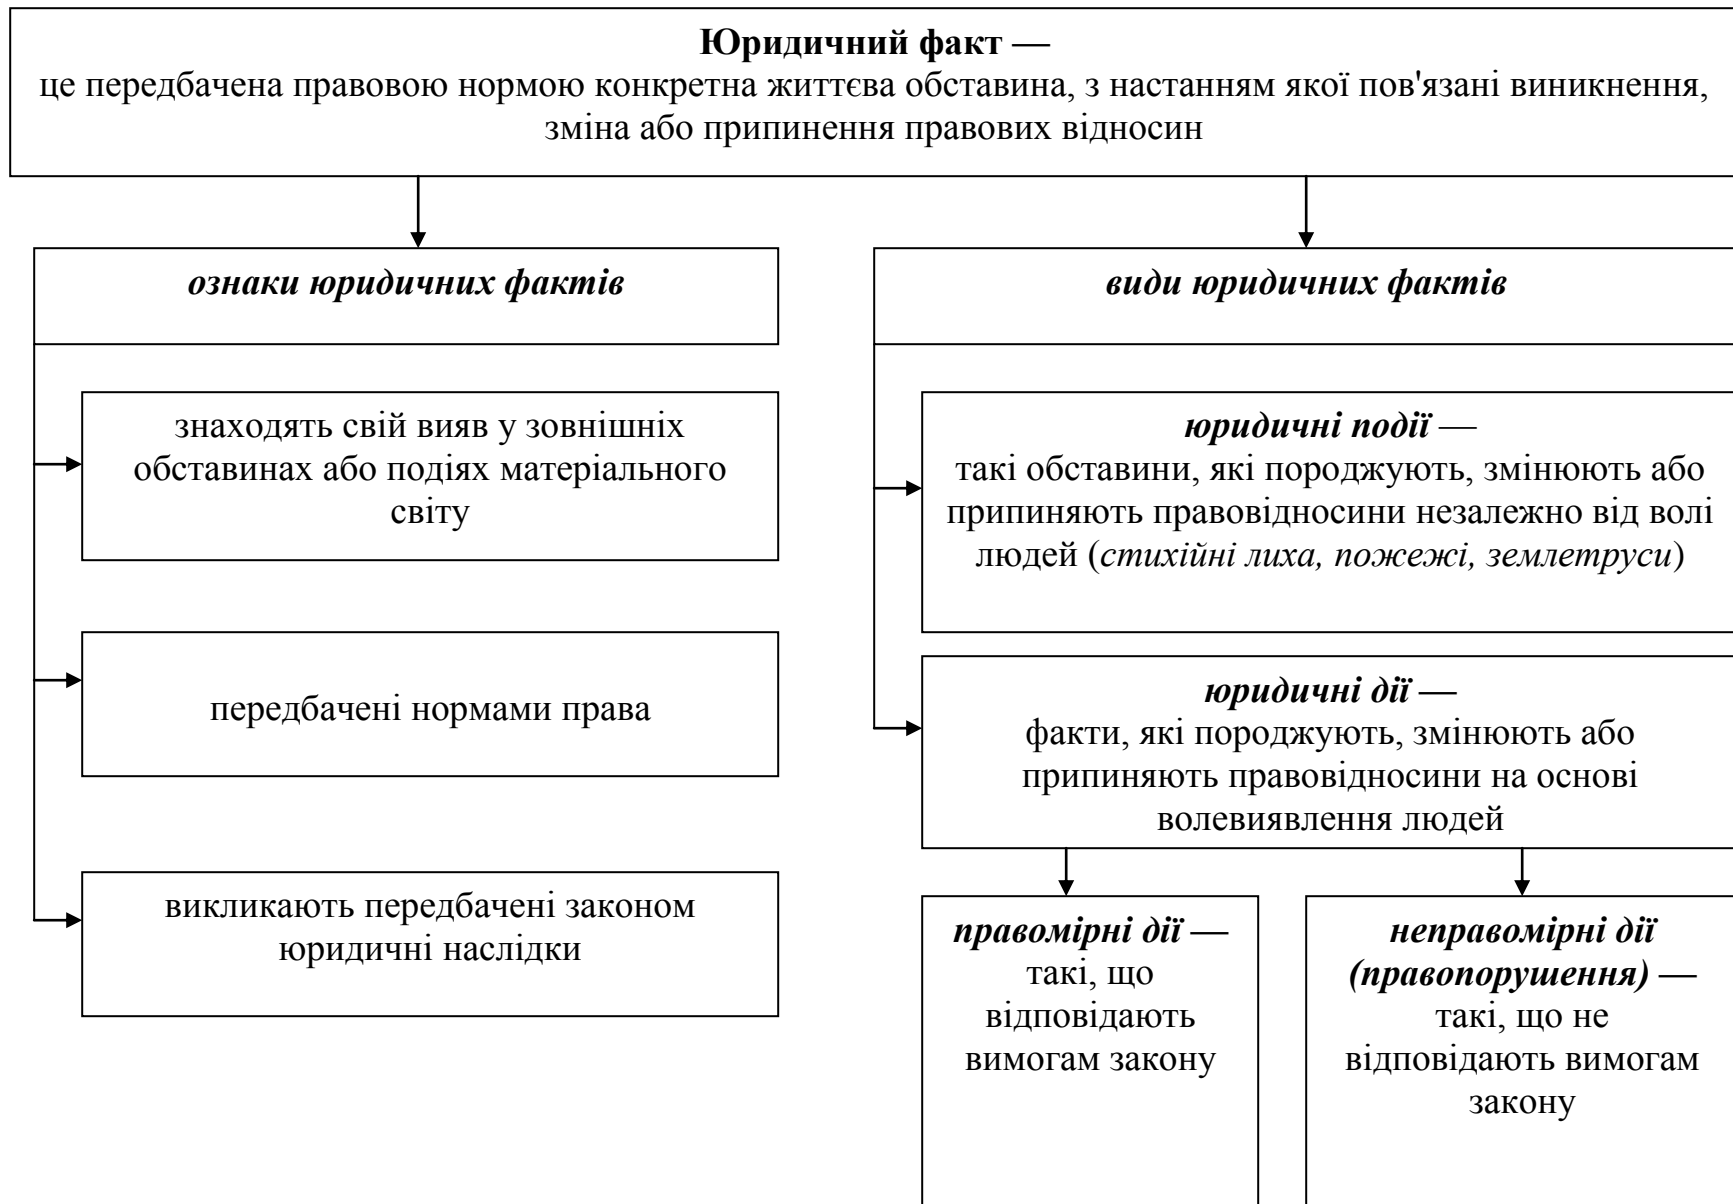 Юридичний факт —
це передбачена правовою нормою конкретна життєва обставина, з настанням якої пов'язані виникнення,
зміна або припинення правових відносин
ознаки юридичних фактів
знаходять свій вияв у зовнішніх
обставинах або подіях матеріального
світу
передбачені нормами права
викликають передбачені законом
юридичні наслідки
види юридичних фактів
юридичні події —
такі обставини, які породжують, змінюють або
припиняють правовідносини незалежно від волі
людей (стихійні лиха, пожежі, землетруси)
юридичні дії —
факти, які породжують, змінюють або
припиняють правовідносини на основі
волевиявлення людей
правомірні дії —
такі, що
відповідають
вимогам закону
неправомірні дії
(правопорушення) —
такі, що не
відповідають вимогам
закону